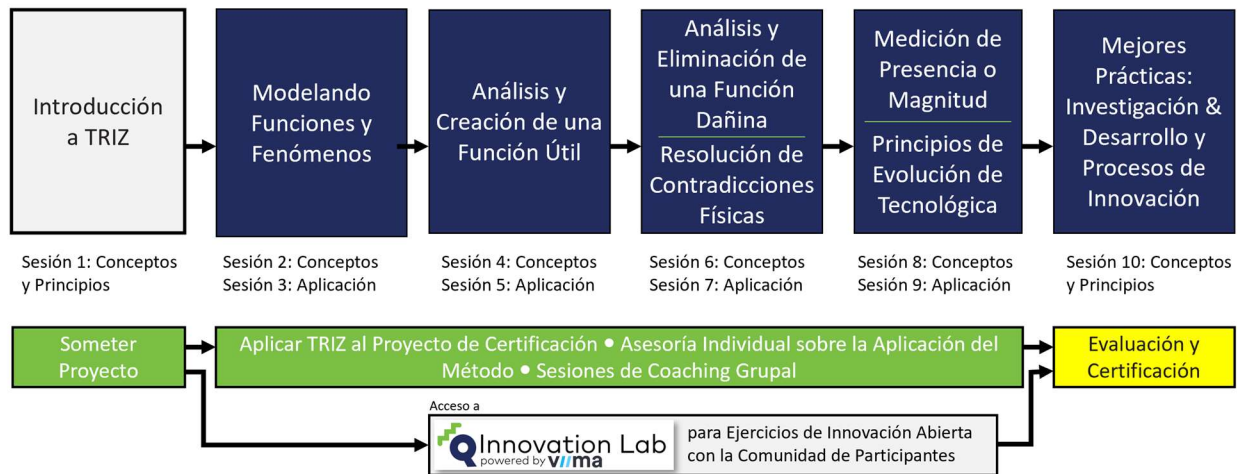 Introducción
a TRIZ
Modelando
Funciones y
Fenómenos
Análisis y
Creación de una
Función Útil
Análisis y
Eliminación de
una Función
Dañina
Resolución de
Contradicciones
Físicas
Medición de
Presencia o
Magnitud
Principios de
Evolución de
Tecnológica
Mejores
Prácticas:
Investigación &
Desarrollo y
Procesos de
Innovación
Sesión 1: Conceptos
y Principios
Sesión 2: Conceptos
Sesión 3: Aplicación
Sesión 4: Conceptos
Sesión 5: Aplicación
Sesión 6: Conceptos
Sesión 7: Aplicación
Sesión 8: Conceptos
Sesión 9: Aplicación
Sesión 10: Conceptos
y Principios
Someter
Proyecto
Aplicar TRIZ al Proyecto de Certificación • Asesoría Individual sobre la Aplicación del
Método • Sesiones de Coaching Grupal
Evaluación y
Certificación
Acceso a
Q Innovation Lab
powered by viima
para Ejercicios de Innovación Abierta
con la Comunidad de Participantes